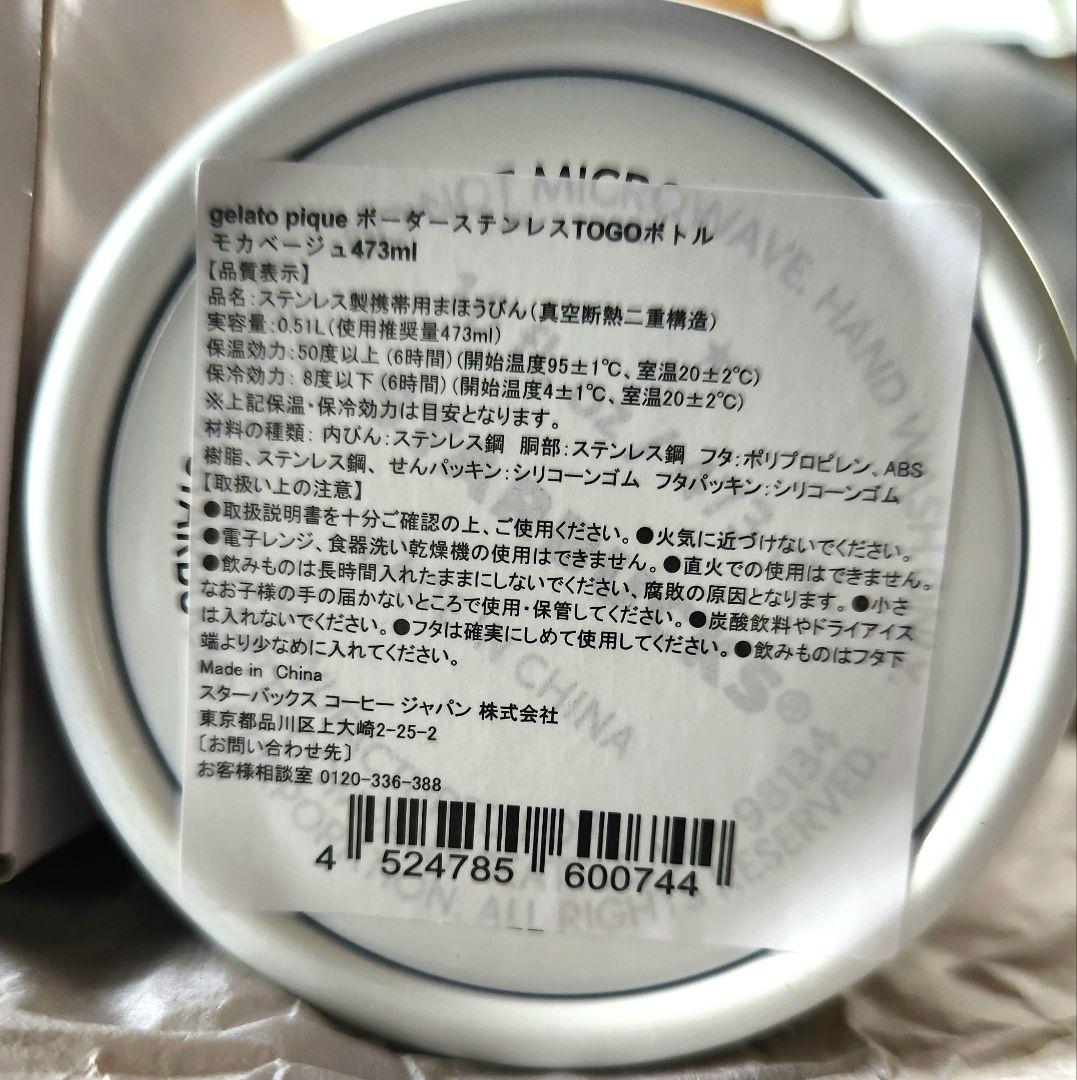 gelato pique ボーダーステンレスTOGOボトル
モカベージュ473ml
【品質表示】
品名:ステンレス製携帯用まほうびん(真空断熱二重構造)
実容量:0.51L(使用推奨量473ml)
保温効力:50度以上(6時間)(開始温度95±1℃、室温20±2℃)
保冷効力: 8度以下(6時間)(開始温度4±1℃、室温20±2℃)
※上記保温・保冷効力は目安となります。
材料の種類: 内びん:ステンレス鋼 胴部:ステンレス鋼 フタ:ポリプロピレン、ABS
樹脂、ステンレス鋼、せんパッキン:シリコーンゴム フタパッキン:シリコーンゴム
【取扱い上の注意】
●取扱説明書を十分ご確認の上、ご使用ください。●火気に近づけないでください。
●電子レンジ、食器洗い乾燥機の使用はできません。●直火での使用はできません。
●飲みものは長時間入れたままにしないでください、腐敗の原因となります。●小さ
なお子様の手の届かないところで使用・保管してください。●炭酸飲料やドライアイス
は入れないでください。●フタは確実にしめて使用してください。●飲みものはフタ下
端より少なめに入れてください。
Made in China
スターバックス コーヒー ジャパン 株式会社
東京都品川区上大崎2-25-2
〔お問い合わせ先〕
お客様相談室 0120-336-388
4 524785 600744
NOT MICROWAVE. HAND WASH
CHINA
98134
ALL RIGHTS RESERVED.